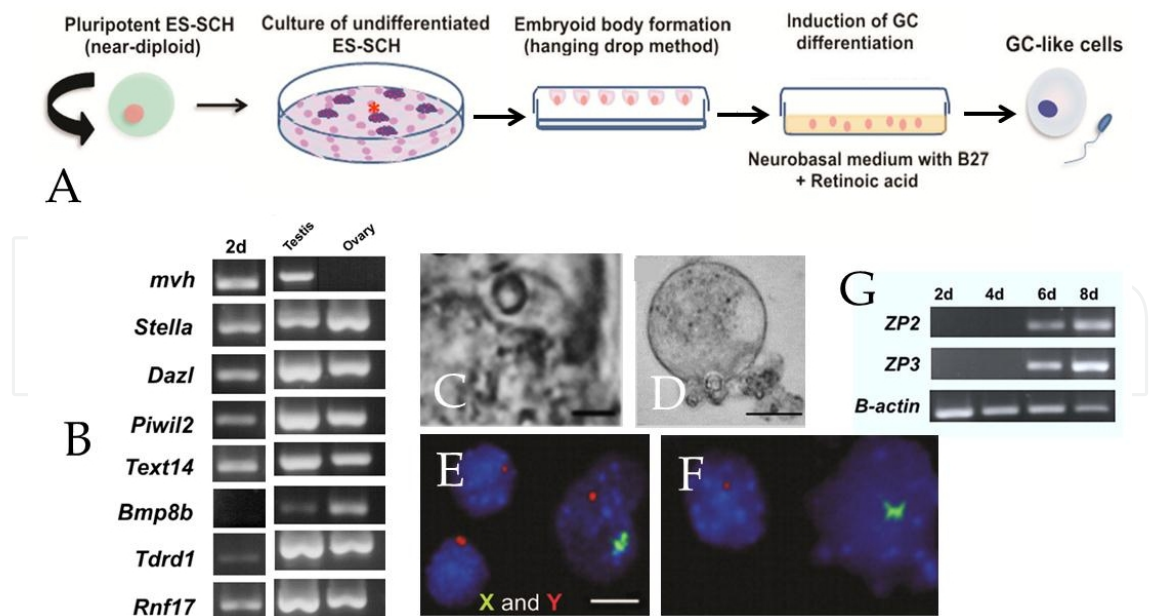 Pluripotent ES-SCH
(near-diploid)
Culture of undifferentiated
ES-SCH
Embryoid body formation
(hanging drop method)
Induction of GC
differentiation
GC-like cells
*
Neurobasal medium with B27
+ Retinoic acid
A
2d
Testis
Ovary
mvh
Stella
Dazl
Piwil2
Text14
Bmp8b
Tdrd1
Rnf17
B
C
D
E
X and Y
F
G
2d 4d 6d 8d
ZP2
ZP3
B-actin